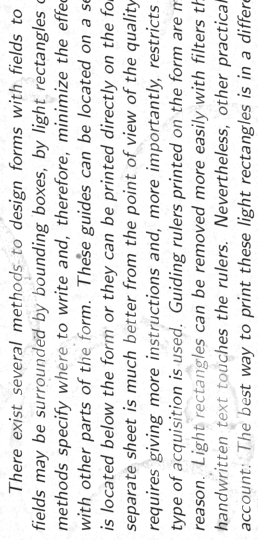 There exist several methods to design forms with fields to
fields may be surrounded by bounding boxes, by light rectangles
methods specify where to write and, therefore, minimize the effec
with other parts of the form. These guides can be located on a se
is located below the form or they can be printed directly on the fo
separate sheet is much better from the point of view of the quality
requires giving more instructions and, more importantly, restricts
type of acquisition is used. Guiding rulers printed on the form are m
reason. Light rectangles can be removed more easily with filters th
handwritten text touches the rulers. Nevertheless, other practical
account: The best way to print these light rectangles is in a differe